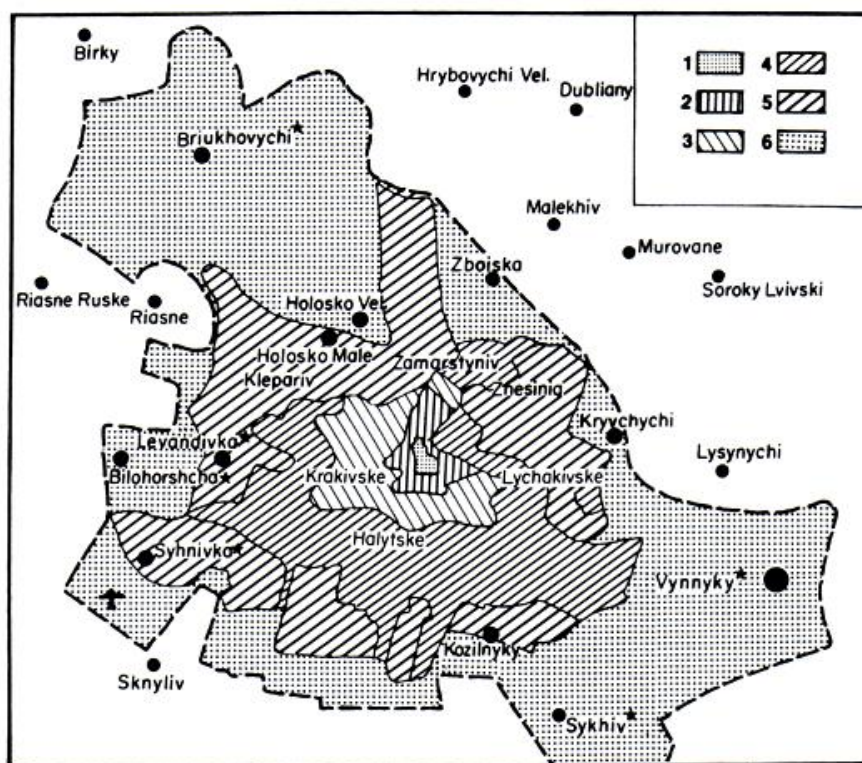 Birky
Hrybovychi Vel.
Dubliany
1 4
2 5
3 6
Briukhovychi
Malekhiv
Murovane
Zboiska
Soroky Lvivski
Riasne Ruske
Riasne
Holosko Vel.
Holosko Male
Zamarstyniv
Klepariv
Znesinia
Kryvchychi
Levandivka
Lysynychi
Bilohorshcha
Krakivske
Lychakivske
Halytske
Syhnivka
Vynnyky
Kozilnyky
Sknyliv
Sykhiv